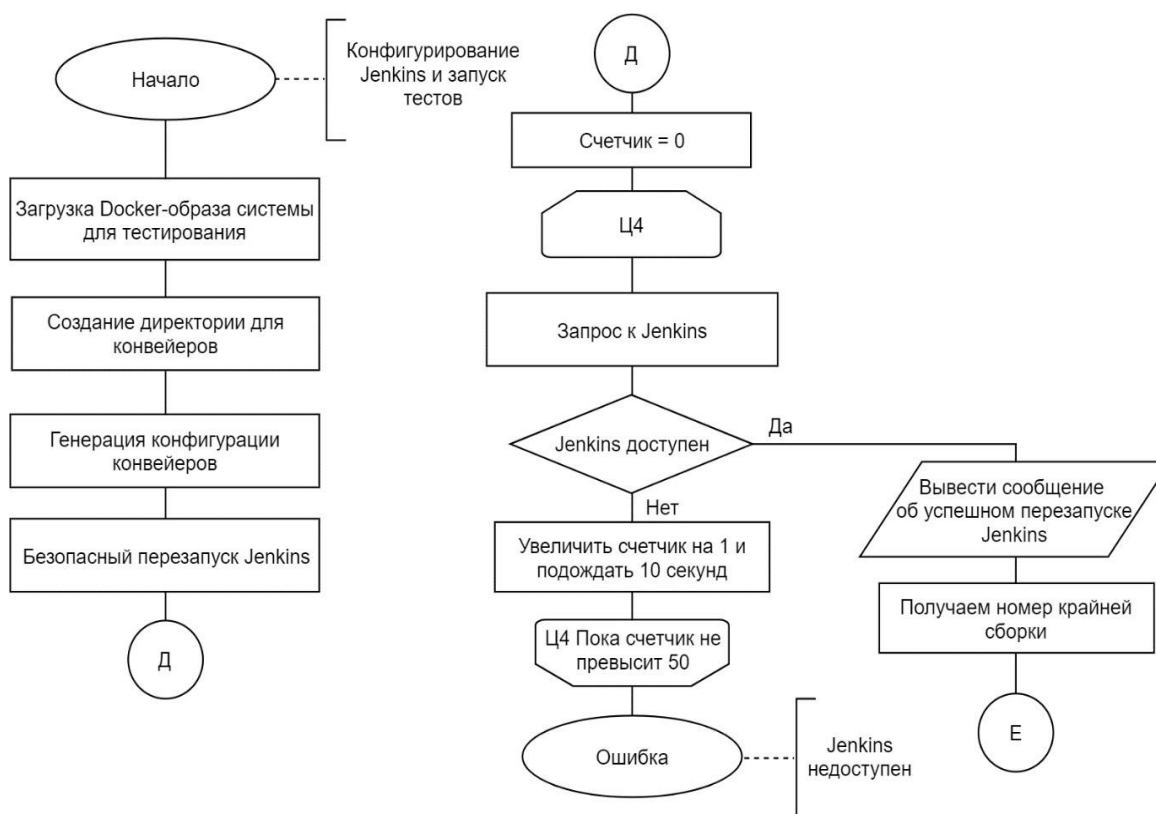 Начало
Конфигурирование
Jenkins и запуск
тестов
Загрузка Docker-образа системы
для тестирования
Создание директории для
конвейеров
Генерация конфигурации
конвейеров
Безопасный перезапуск Jenkins
Д
Д
Счетчик = 0
Ц4
Запрос к Jenkins
Jenkins доступен
Да
Нет
Вывести сообщение
об успешном перезапуске
Jenkins
Увеличить счетчик на 1 и
подождать 10 секунд
Получаем номер крайней
сборки
Ц4 Пока счетчик не
превысит 50
Е
Ошибка
Jenkins
недоступен